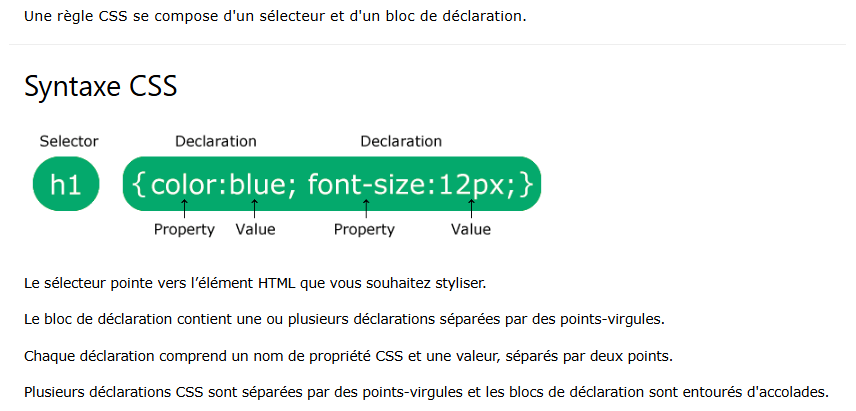 Une règle CSS se compose d'un sélecteur et d'un bloc de déclaration.
Syntaxe CSS
Selector Declaration Declaration
h1 {color:blue; font-size:12px;}
Property Value Property Value
Le sélecteur pointe vers l’élément HTML que vous souhaitez styliser.
Le bloc de déclaration contient une ou plusieurs déclarations séparées par des points-virgules.
Chaque déclaration comprend un nom de propriété CSS et une valeur, séparés par deux points.
Plusieurs déclarations CSS sont séparées par des points-virgules et les blocs de déclaration sont entourés d'accolades.